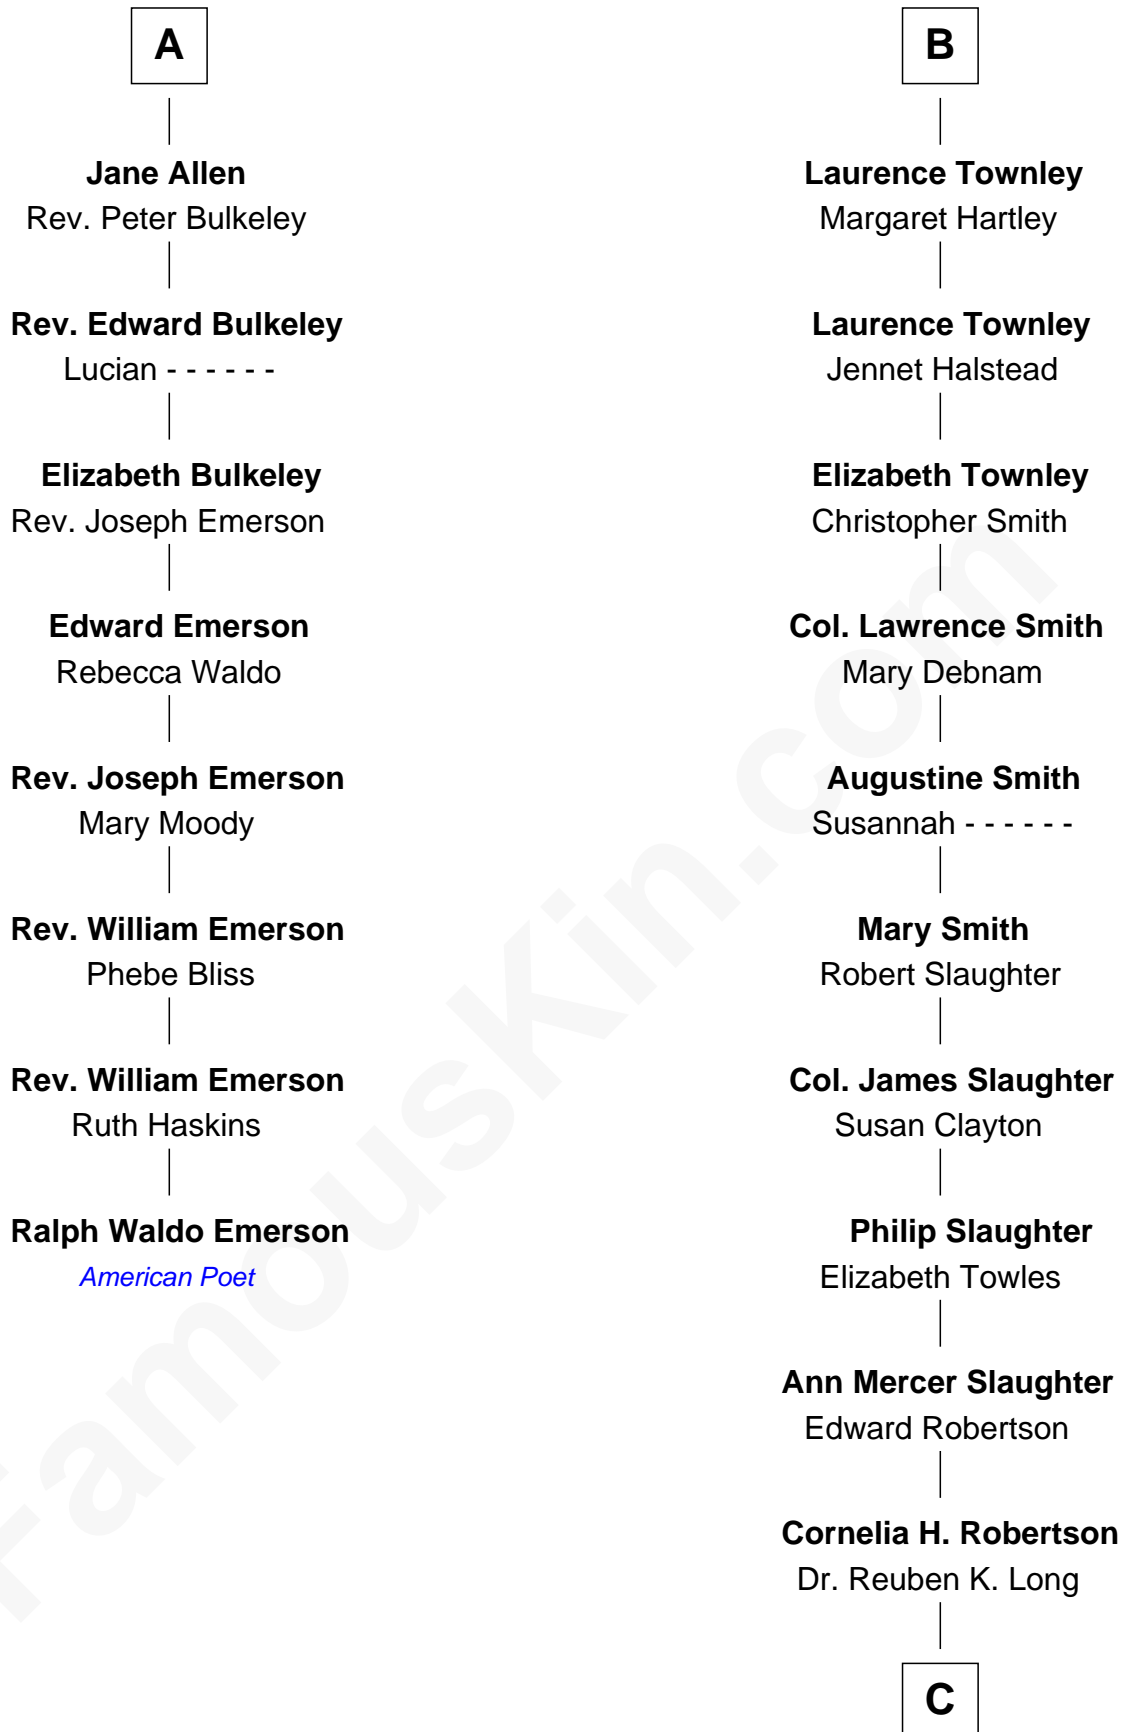 A
Jane Allen
Rev. Peter Bulkeley
Rev. Edward Bulkeley
Lucian - - - - - -
Elizabeth Bulkeley
Rev. Joseph Emerson
Edward Emerson
Rebecca Waldo
Rev. Joseph Emerson
Mary Moody
Rev. William Emerson
Phebe Bliss
Rev. William Emerson
Ruth Haskins
Ralph Waldo Emerson
American Poet
B
Laurence Townley
Margaret Hartley
Laurence Townley
Jennet Halstead
Elizabeth Townley
Christopher Smith
Col. Lawrence Smith
Mary Debnam
Augustine Smith
Susannah - - - - - -
Mary Smith
Robert Slaughter
Col. James Slaughter
Susan Clayton
Philip Slaughter
Elizabeth Towles
Ann Mercer Slaughter
Edward Robertson
Cornelia H. Robertson
Dr. Reuben K. Long
C
FamousKin.com